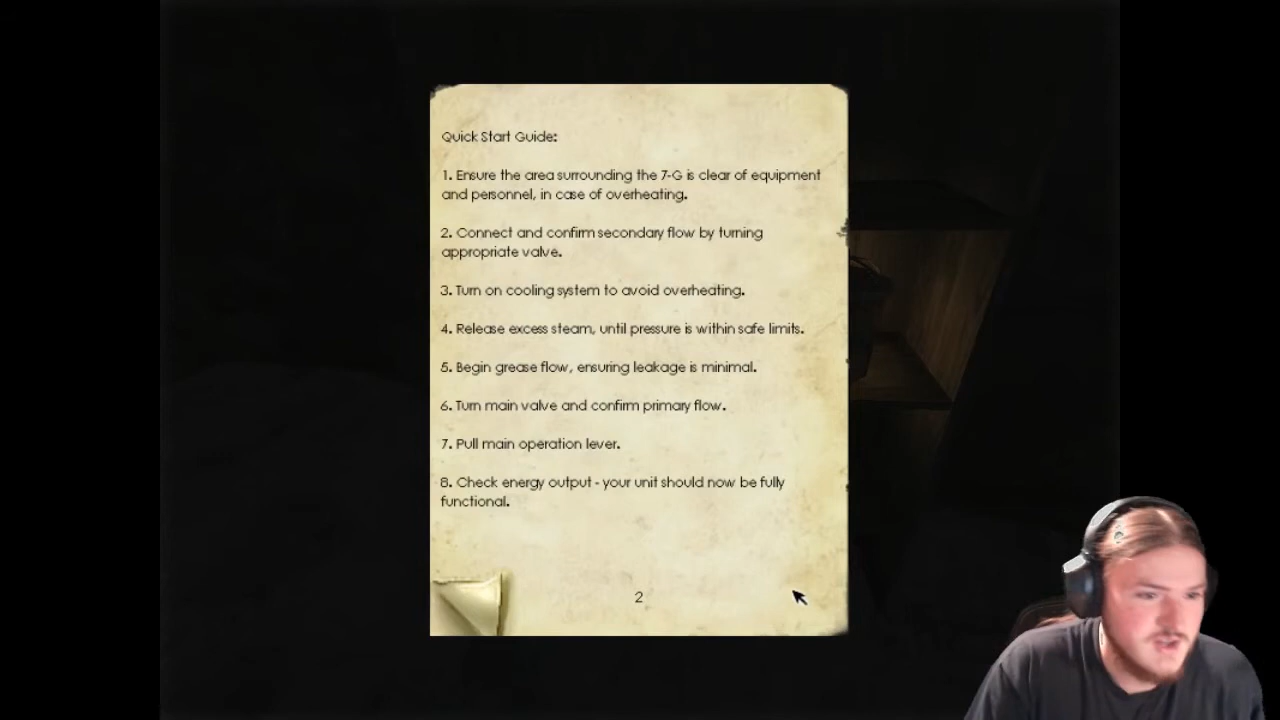 Quick Start Guide:
1. Ensure the area surrounding the 7-G is clear of equipment
and personnel, in case of overheating.
2. Connect and confirm secondary flow by turning
appropriate valve.
3. Turn on cooling system to avoid overheating.
4. Release excess steam, until pressure is within safe limits.
5. Begin grease flow, ensuring leakage is minimal.
6. Turn main valve and confirm primary flow.
7. Pull main operation lever.
8. Check energy output - your unit should now be fully
functional.
2